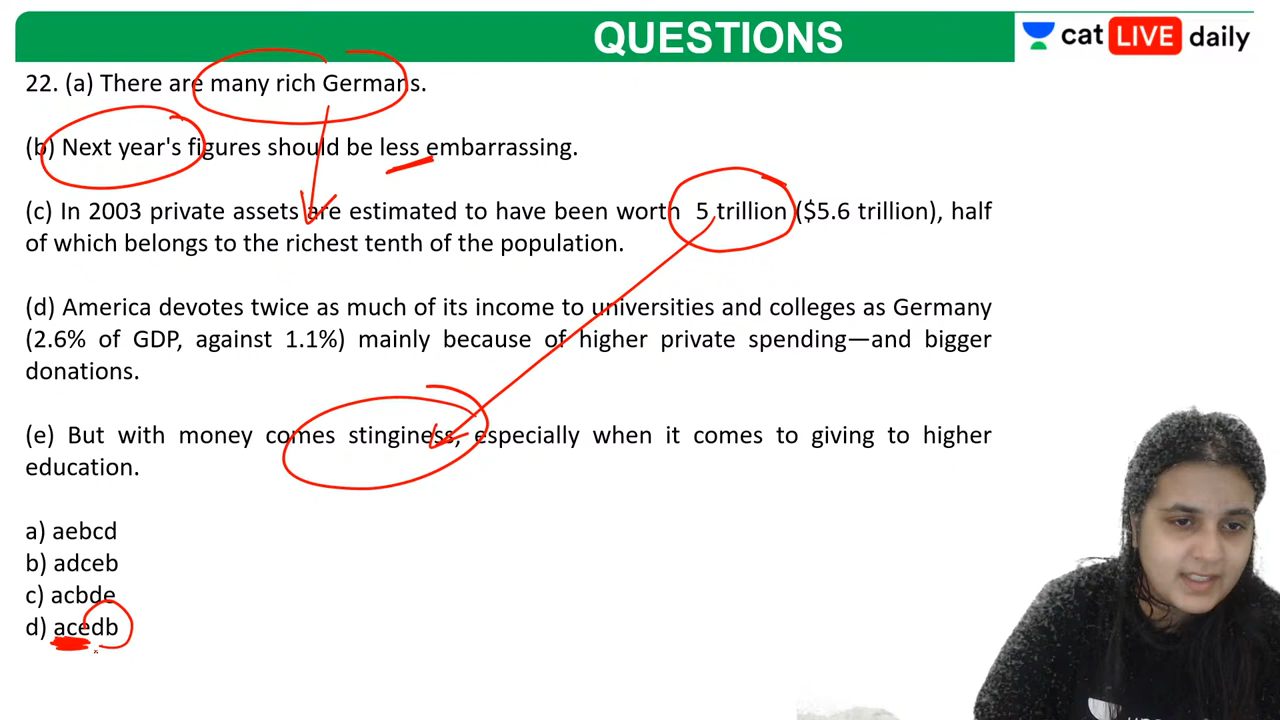 QUESTIONS
cat LIVE daily
22. (a) There are many rich Germans.
(b) Next year's figures should be less embarrassing.
(c) In 2003 private assets are estimated to have been worth 5 trillion ($5.6 trillion), half
of which belongs to the richest tenth of the population.
(d) America devotes twice as much of its income to universities and colleges as Germany
(2.6% of GDP, against 1.1%) mainly because of higher private spending—and bigger
donations.
(e) But with money comes stinginess, especially when it comes to giving to higher
education.
a) aebcd
b) adceb
c) acbde
d) acedb